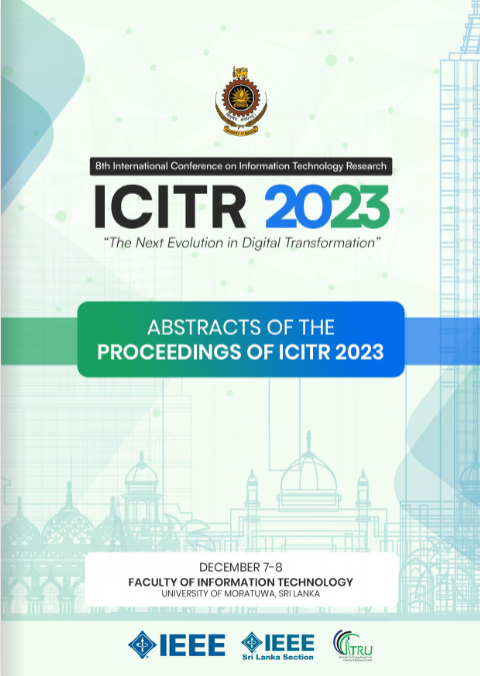 8th International Conference on Information Technology Research
ICITR 2023
“The Next Evolution in Digital Transformation”
ABSTRACTS OF THE
PROCEEDINGS OF ICITR 2023
DECEMBER 7-8
FACULTY OF INFORMATION TECHNOLOGY
UNIVERSITY OF MORATUWA, SRI LANKA
IEEE
IEEE
Sri Lanka Section
ITRU